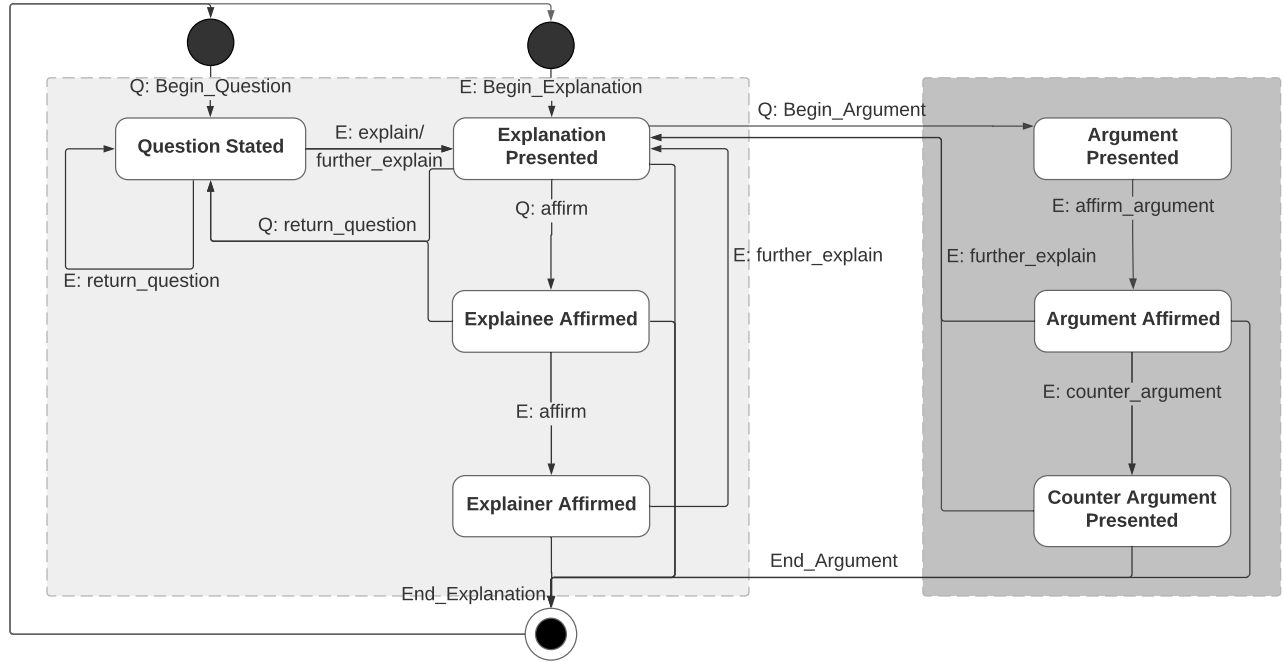 Q: Begin_Question
E: Begin_Explanation
Q: Begin_Argument
Question Stated
E: explain/
further_explain
Explanation
Presented
Argument
Presented
Q: affirm
E: affirm_argument
Q: return_question
E: return_question
E: further_explain
E: further_explain
Explainee Affirmed
Argument Affirmed
E: affirm
E: counter_argument
Explainer Affirmed
Counter Argument
Presented
End_Argument
End_Explanation